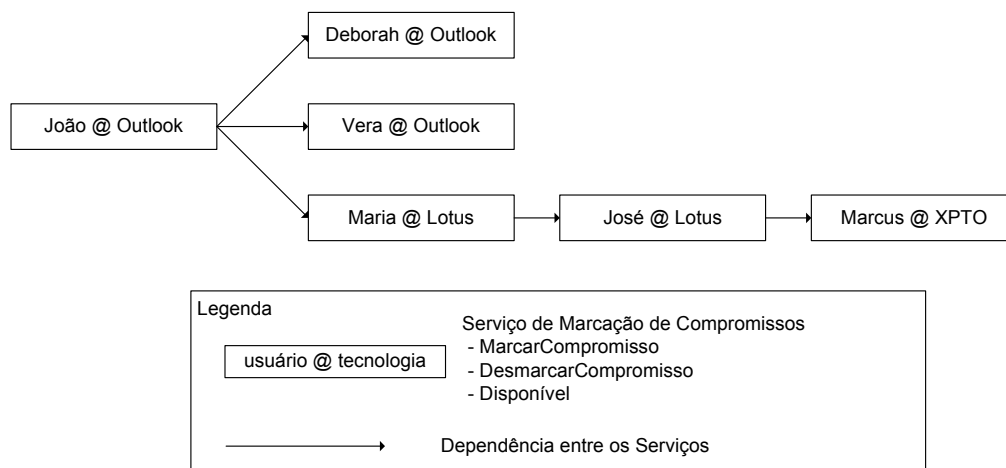 Deborah @ Outlook
João @ Outlook
Vera @ Outlook
Maria @ Lotus
José @ Lotus
Marcus @ XPTO
Legenda
usuário @ tecnologia
Serviço de Marcação de Compromissos
- MarcarCompromisso
- DesmarcarCompromisso
- Disponível
Dependência entre os Serviços